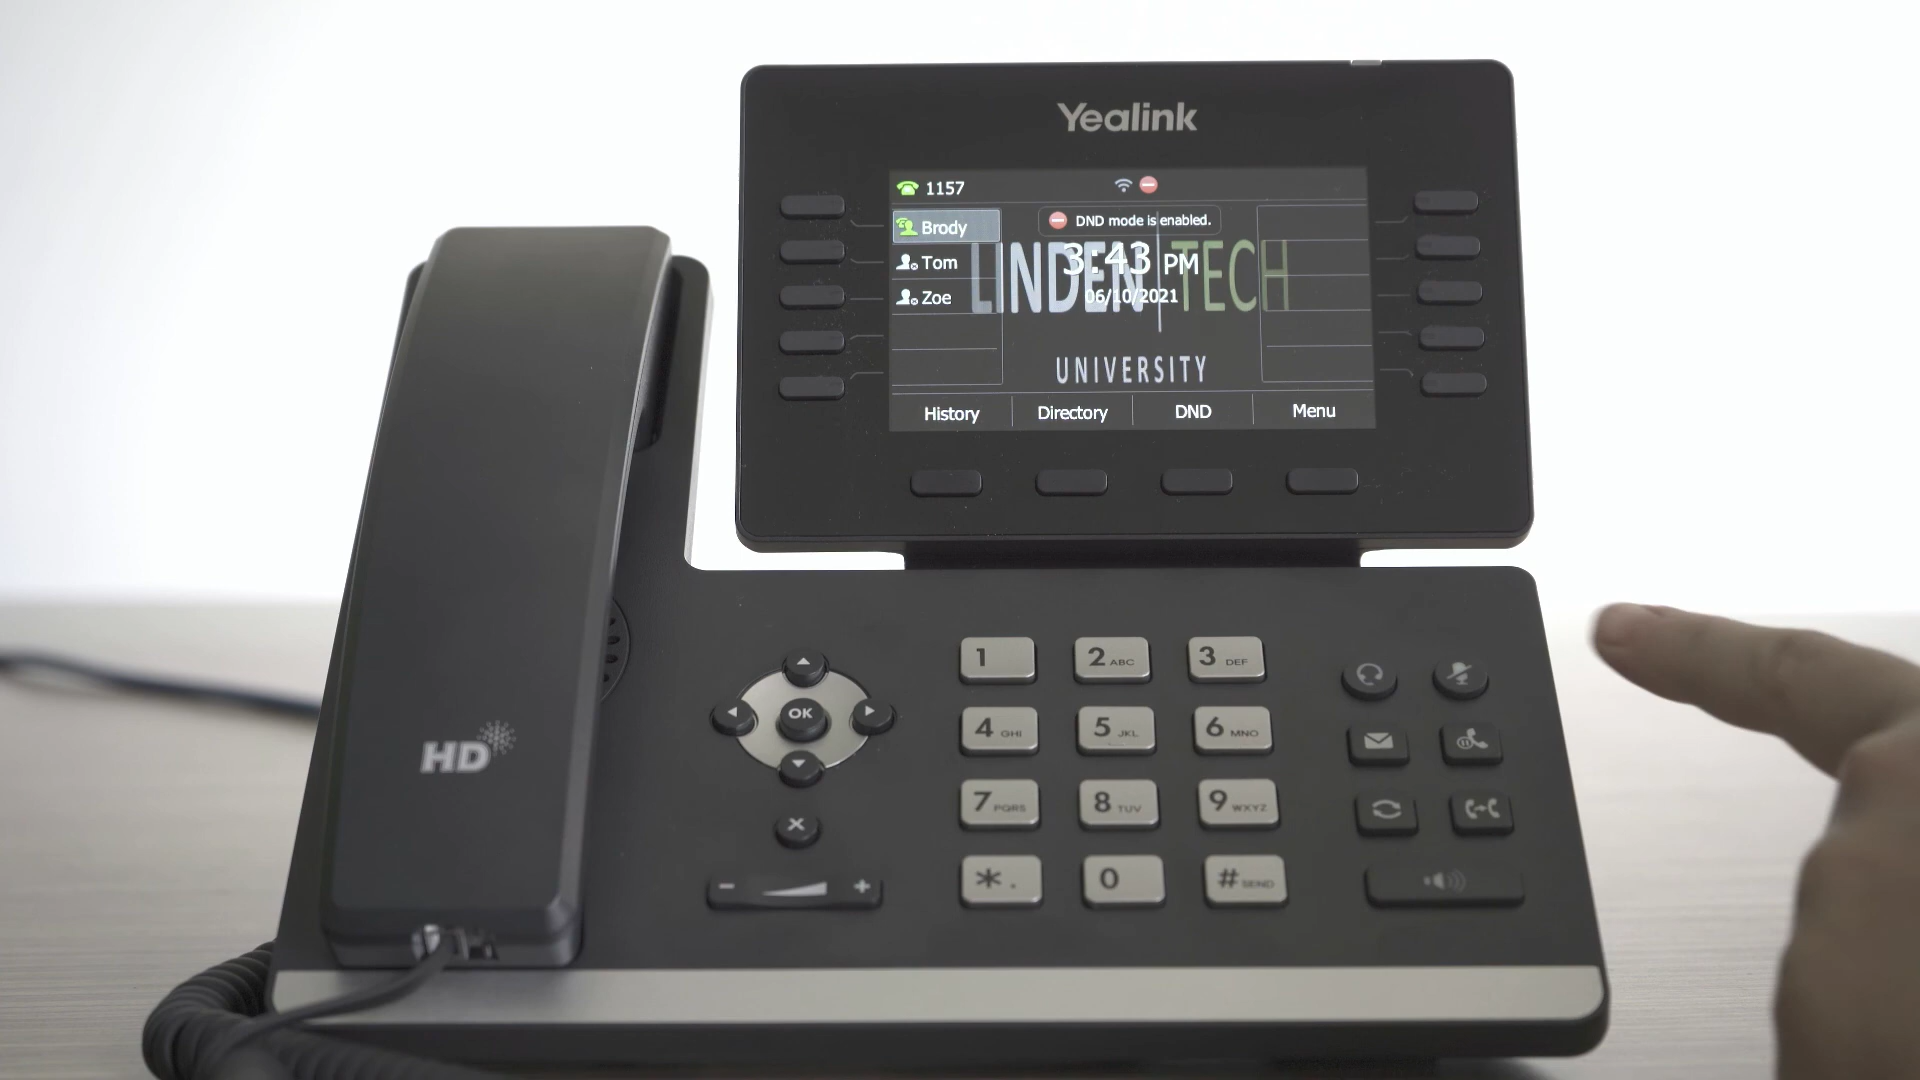 Yealink
1157
DND mode is enabled.
Brody
3:43 PM
Tom
LINDEN TECH
Zoe
06/10/2021
UNIVERSITY
History Directory DND Menu
1 2 ABC 3 DEF
OK
4 GHI 5 JKL 6 MNO
HD
7 PQRS 8 TUV 9 WXYZ
- +
* . 0 # SEND